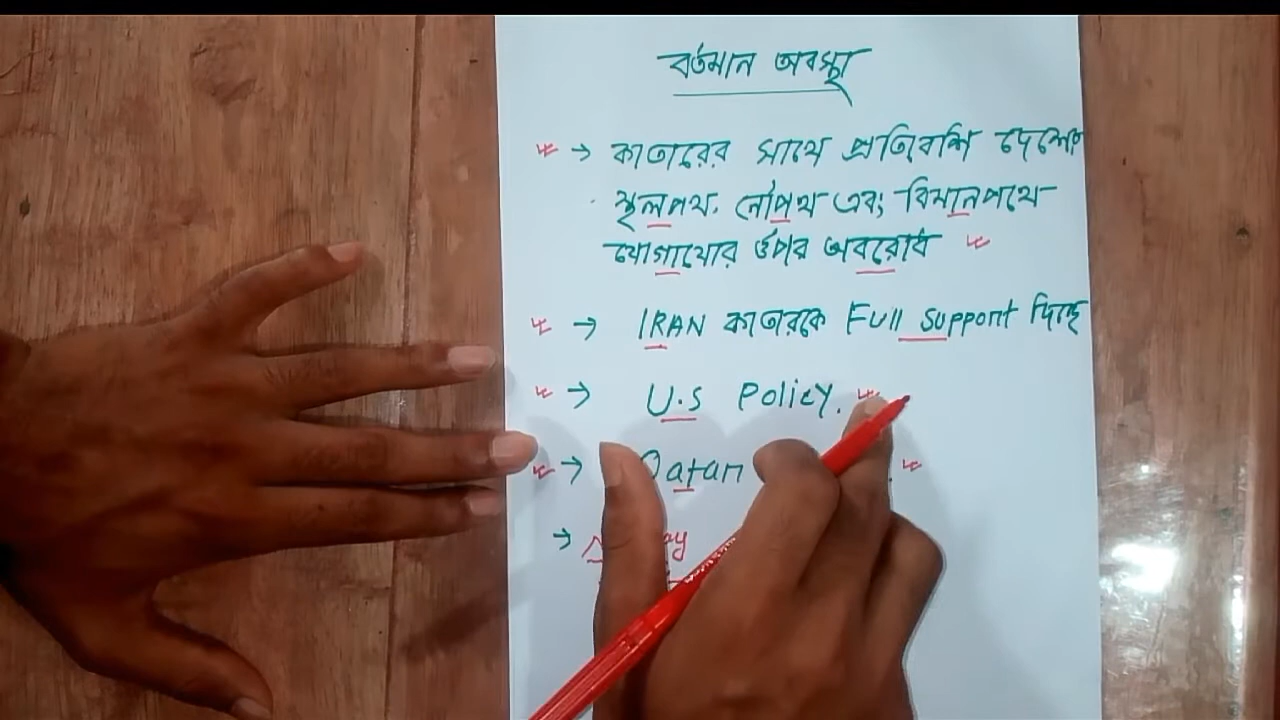 বর্তমান অবস্থা
→ কাতারের সাথে প্রতিবেশি দেশের
স্থলপথ, নৌপথ এবং বিমানপথে
যোগাযোর উপর অবরোধ
→ IRAN কাতারকে Full support দিচ্ছে
→ U.S Policy.
→ Qatar
→